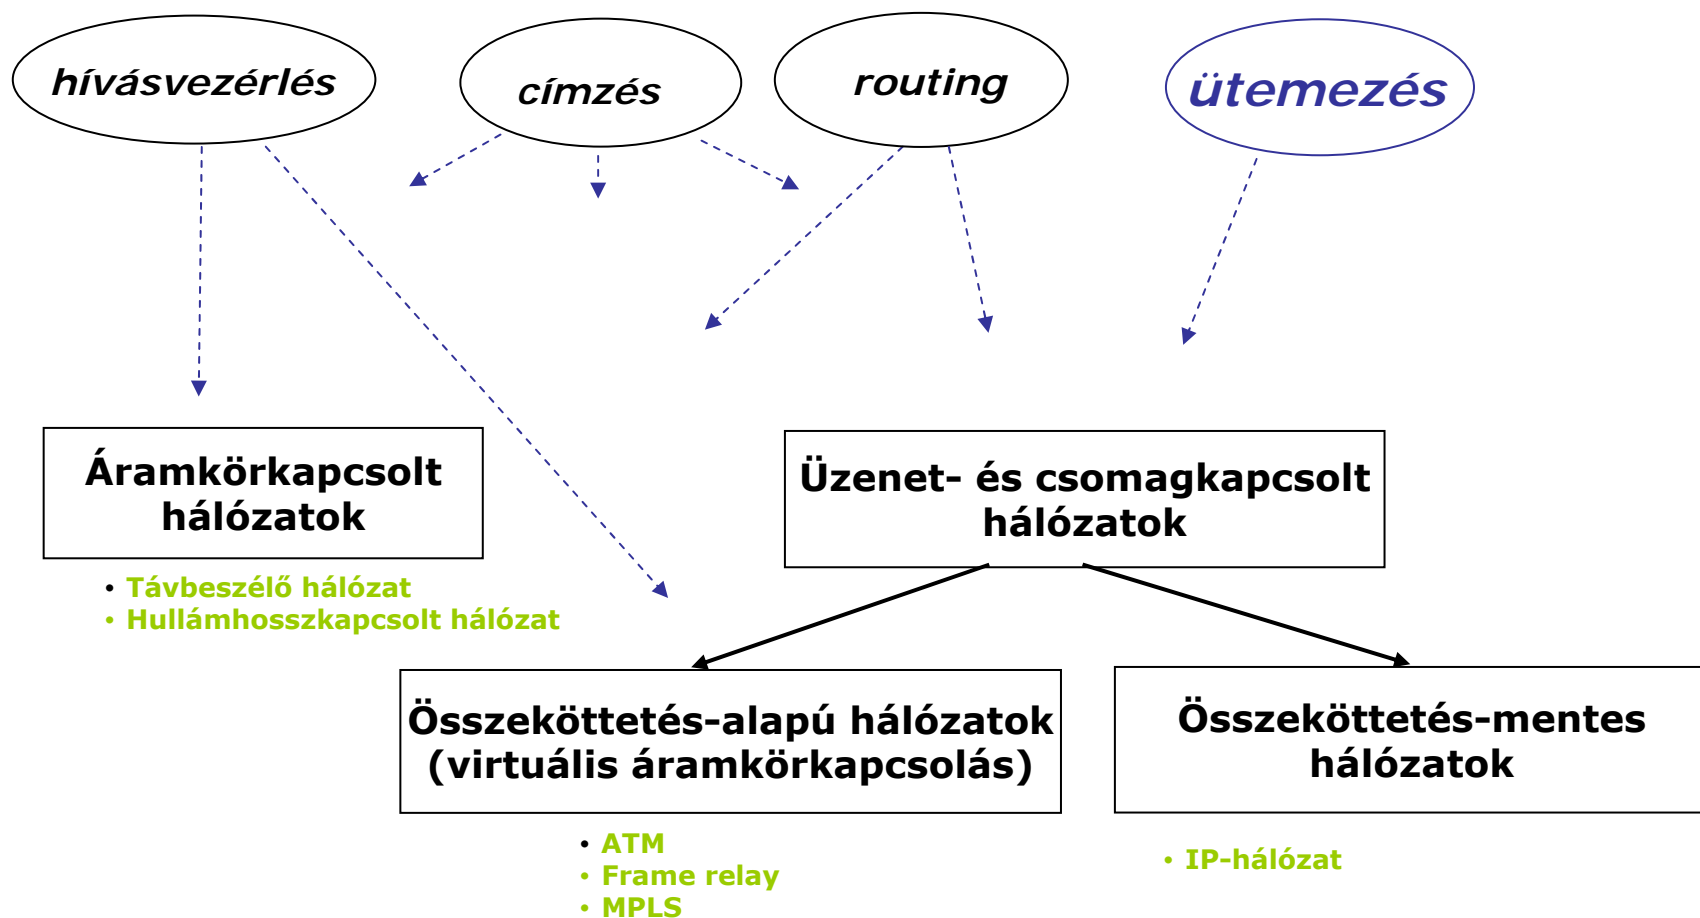 hívásvezérlés
címzés
routing
ütemezés
Áramkörkapcsolt
hálózatok
• Távbeszélő hálózat
• Hullámhosszkapcsolt hálózat
Üzenet- és csomagkapcsolt
hálózatok
Összeköttetés-alapú hálózatok
(virtuális áramkörkapcsolás)
• ATM
• Frame relay
• MPLS
Összeköttetés-mentes
hálózatok
• IP-hálózat